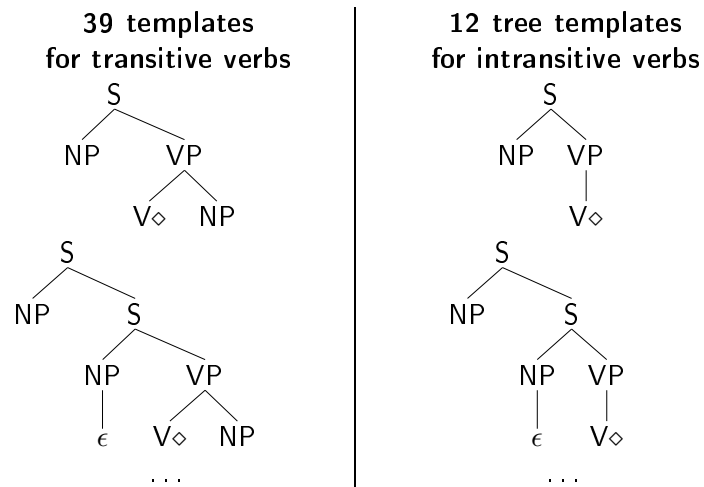 39 templates
for transitive verbs
S
NP VP
V⋄ NP
S
NP S
NP VP
ϵ V⋄ NP
...
12 tree templates
for intransitive verbs
S
NP VP
V⋄
S
NP S
NP VP
ϵ V⋄
...